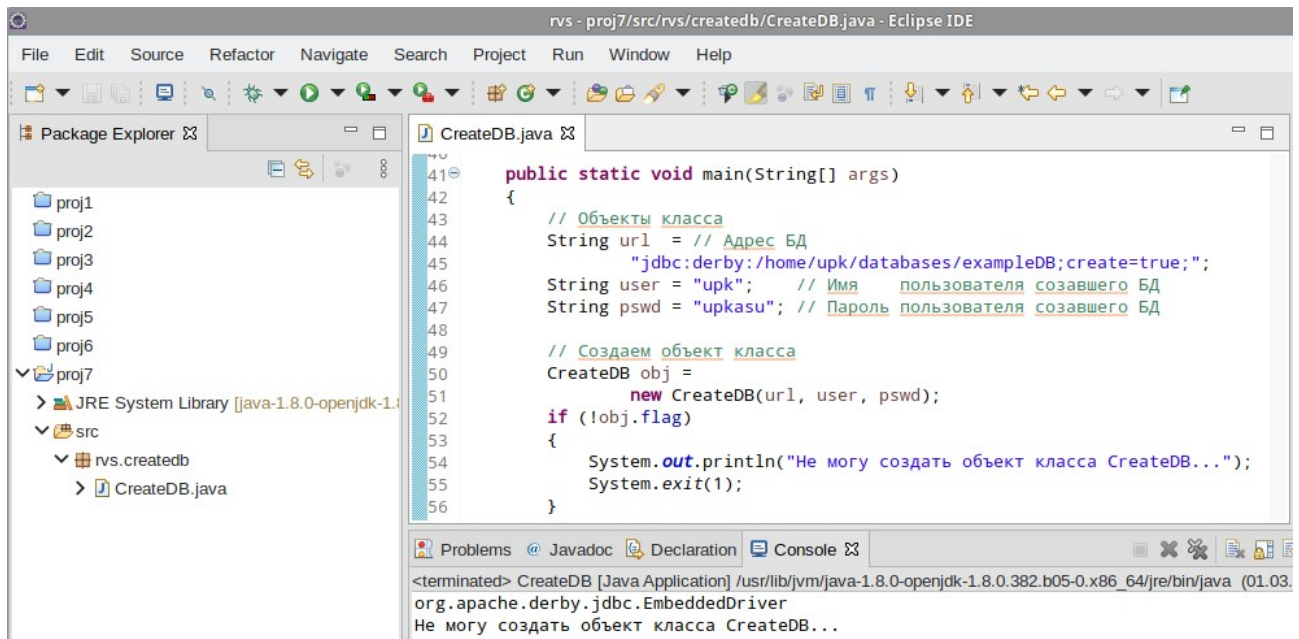 rvs - proj7/src/rvs/createdb/CreateDB.java - Eclipse IDE
File Edit Source Refactor Navigate Search Project Run Window Help
Package Explorer
proj1
proj2
proj3
proj4
proj5
proj6
proj7
JRE System Library [java-1.8.0-openjdk-1.8
src
rvs.createdb
CreateDB.java
CreateDB.java
40
41 public static void main(String[] args)
42 {
43 // Объекты класса
44 String url = // Адрес БД
45 "jdbc:derby:/home/upk/databases/exampleDB;create=true;";
46 String user = "upk"; // Имя пользователя созавшего БД
47 String pswd = "upkasu"; // Пароль пользователя созавшего БД
48
49 // Создаем объект класса
50 CreateDB obj =
51 new CreateDB(url, user, pswd);
52 if (!obj.flag)
53 {
54 System.out.println("Не могу создать объект класса CreateDB...");
55 System.exit(1);
56 }
Problems @ Javadoc Declaration Console
<terminated> CreateDB [Java Application] /usr/lib/jvm/java-1.8.0-openjdk-1.8.0.382.b05-0.x86_64/jre/bin/java (01.03.
org.apache.derby.jdbc.EmbeddedDriver
Не могу создать объект класса CreateDB...